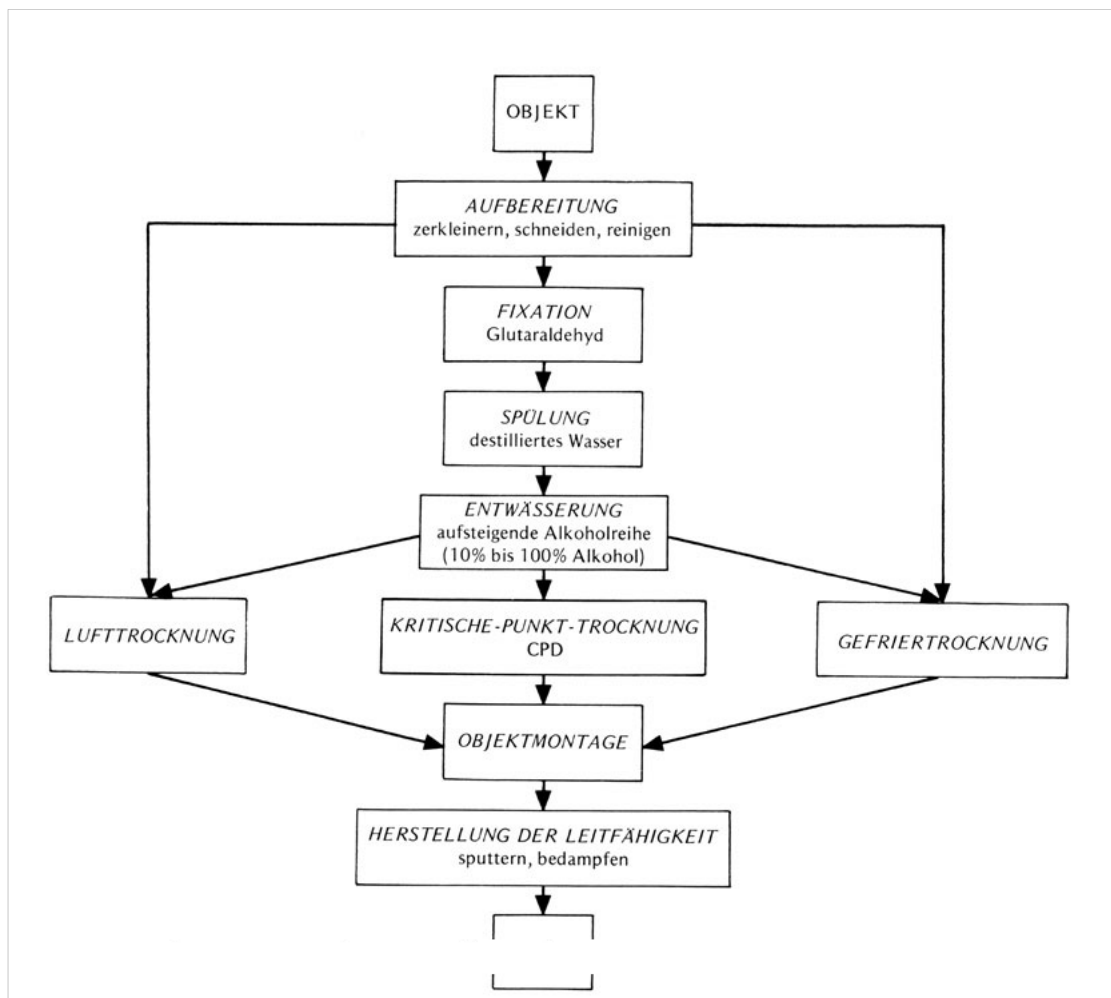 OBJEKT
AUFBEREITUNG
zerkleinern, schneiden, reinigen
FIXATION
Glutaraldehyd
SPÜLUNG
destilliertes Wasser
ENTWÄSSERUNG
aufsteigende Alkoholreihe
(10% bis 100% Alkohol)
LUFTTROCKNUNG
KRITISCHE-PUNKT-TROCKNUNG
CPD
GEFRIERTROCKNUNG
OBJEKTMONTAGE
HERSTELLUNG DER LEITFÄHIGKEIT
sputtern, bedampfen